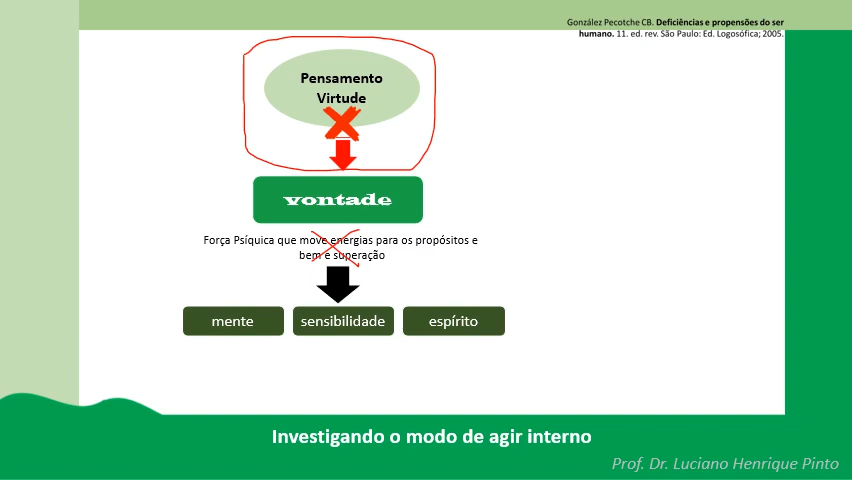 González Pecotche CB. Deficiências e propensões do ser
humano. 11. ed. rev. São Paulo: Ed. Logosófica; 2005.
Pensamento
Virtude
vontade
Força Psíquica que move energias para os propósitos e
bem e superação
mente
sensibilidade
espírito
Investigando o modo de agir interno
Prof. Dr. Luciano Henrique Pinto